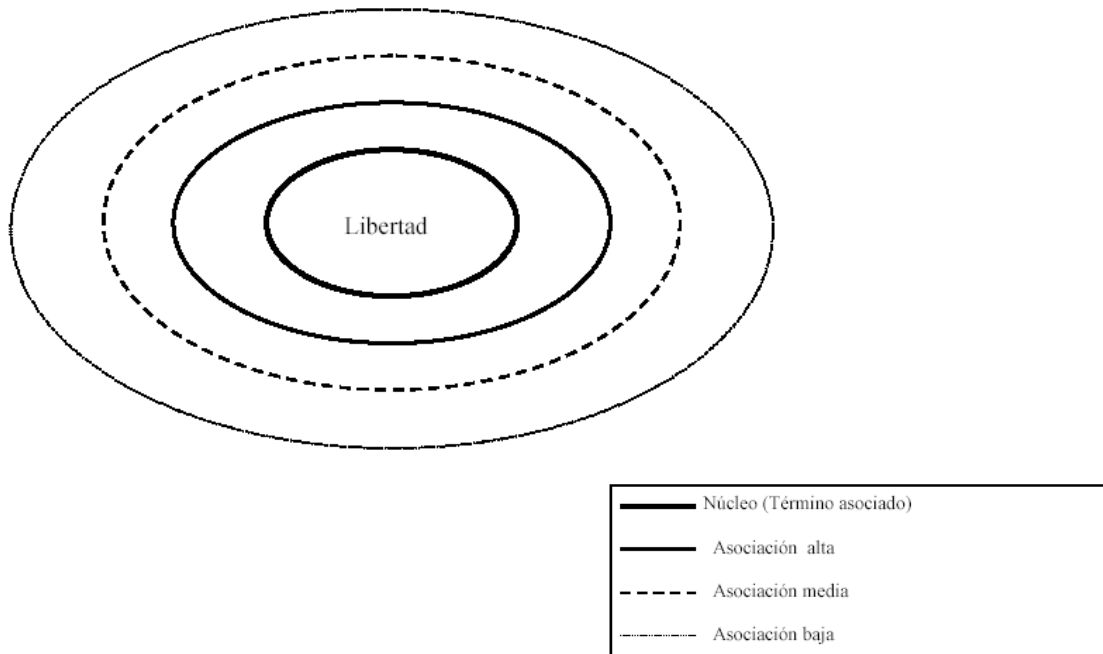 Libertad
Núcleo (Término asociado)
Asociación alta
Asociación media
Asociación baja